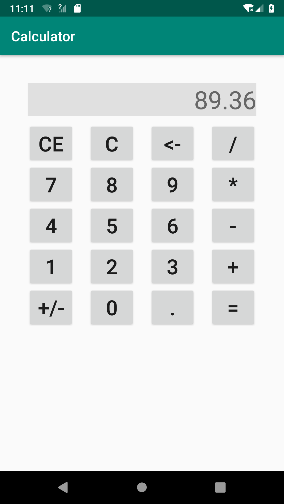 11:11
Calculator
89.36
CE C <- /
7 8 9 *
4 5 6 -
1 2 3 +
+/- 0 . =